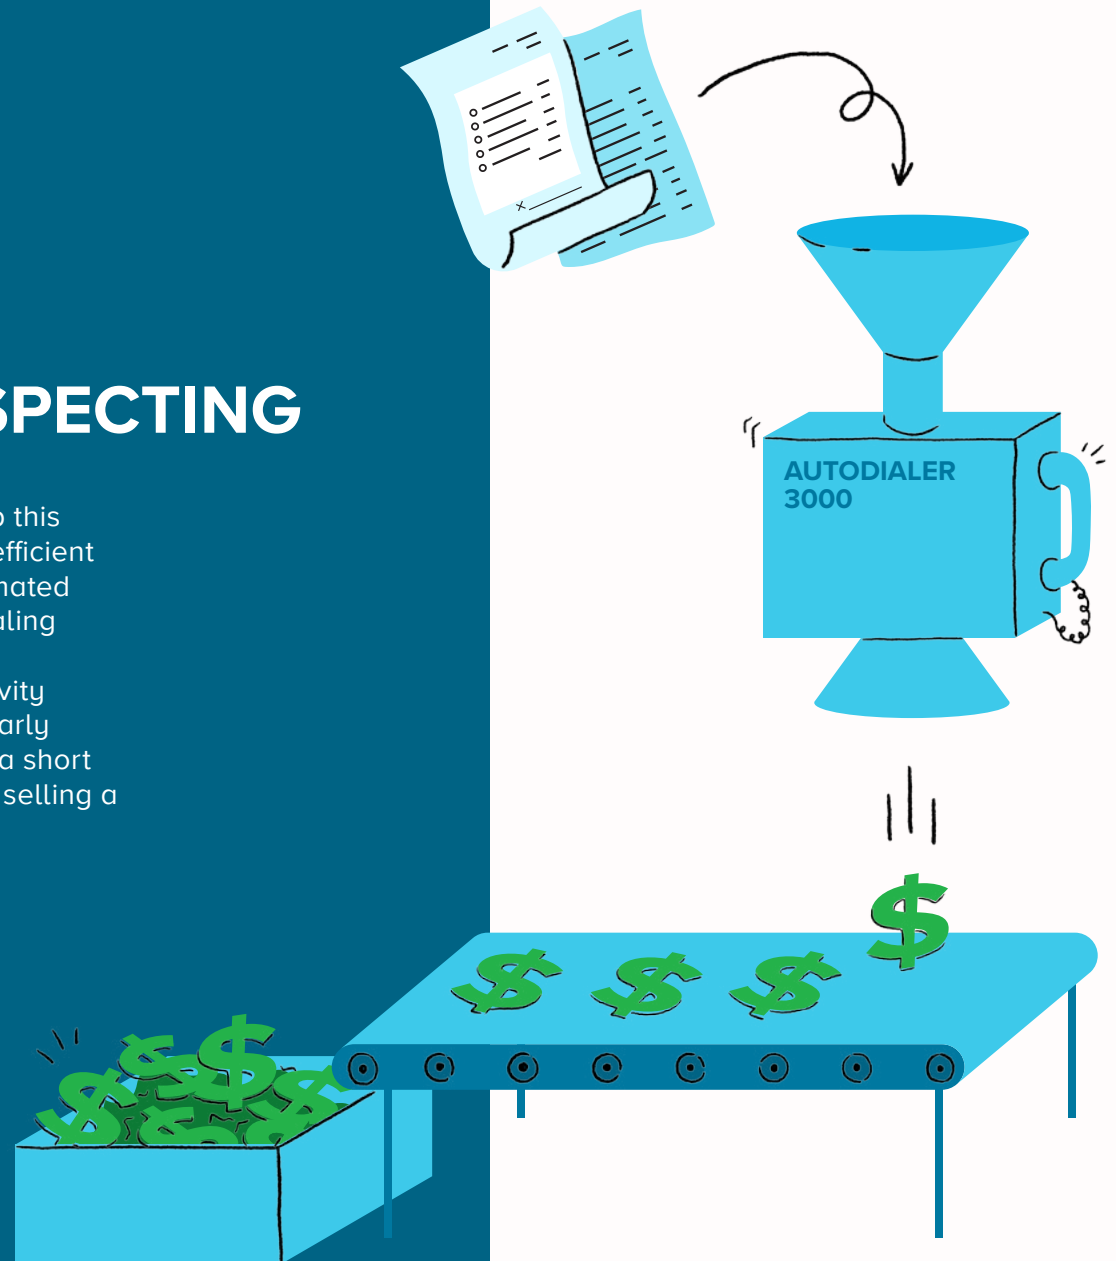 SPECTING
o this
efficient
nated
aling
vity
arly
a short
selling a
x
AUTODIALER
3000
$
$ $ $
$ $ $ $ $ $